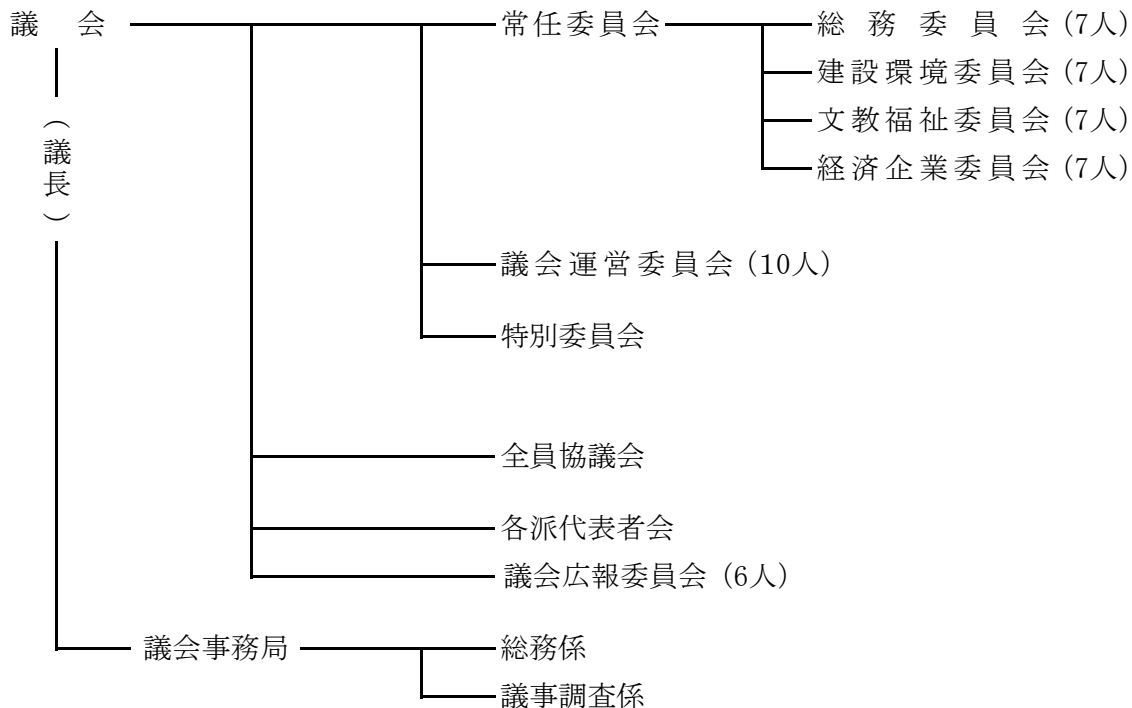 議会 常任委員会 総務委員会 (7人)
建設環境委員会 (7人)
(議長) 文教福祉委員会 (7人)
経済企業委員会 (7人)
議会運営委員会 (10人)
特別委員会
全員協議会
各派代表者会
議会広報委員会 (6人)
議会事務局 総務係
議事調査係